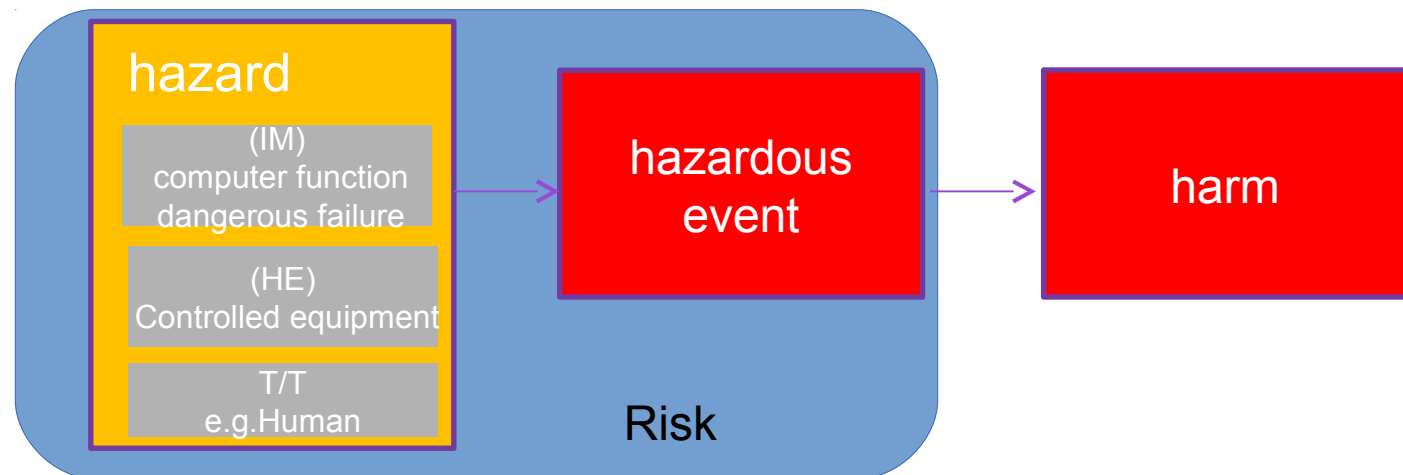 hazard
(IM)
computer function
dangerous failure
(HE)
Controlled equipment
T/T
e.g.Human
hazardous
event
Risk
harm